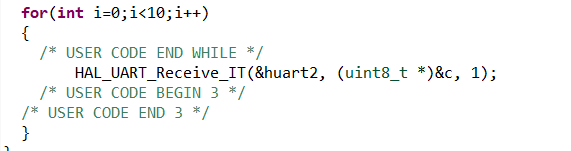 for(int i=0;i<10;i++)
{
/* USER CODE END WHILE */
HAL_UART_Receive_IT(&huart2, (uint8_t *)&c, 1);
/* USER CODE BEGIN 3 */
/* USER CODE END 3 */
}